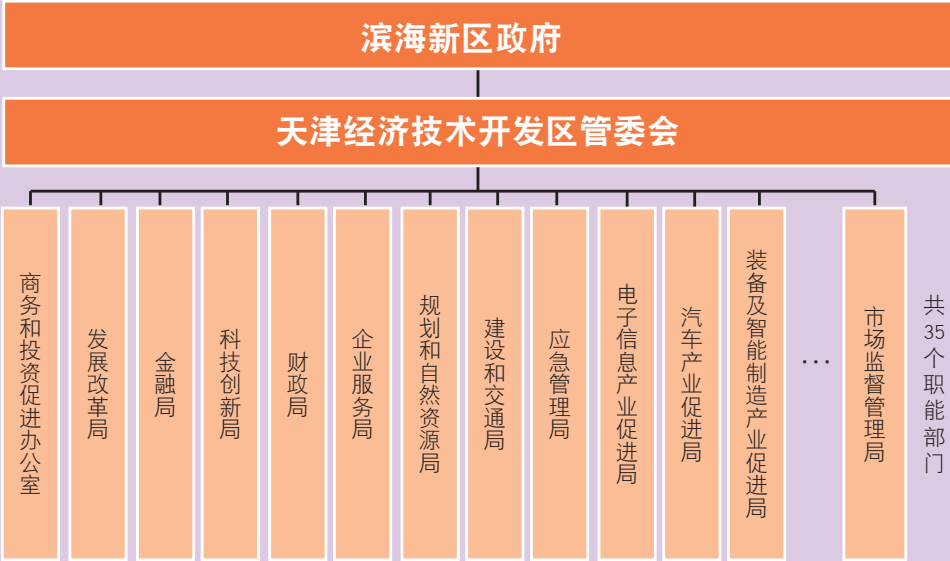 滨海新区政府
天津经济技术开发区管委会
商务和投资促进办公室
发展改革局
金融局
科技创新局
财政局
企业服务局
规划和自然资源局
建设和交通局
应急管理局
电子信息产业促进局
汽车产业促进局
装备及智能制造产业促进局
···
市场监督管理局
共35个职能部门